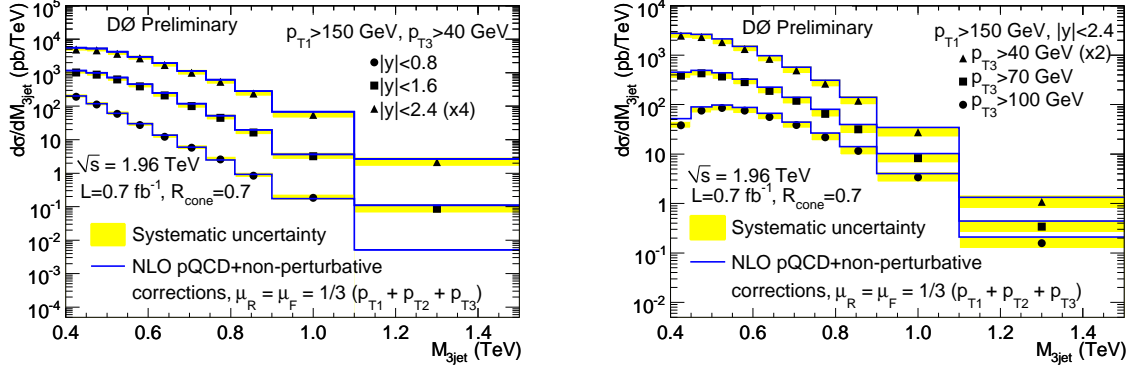 DØ Preliminary
p_T1>150 GeV, p_T3>40 GeV
|y|<0.8
|y|<1.6
|y|<2.4 (x4)
√s = 1.96 TeV
L=0.7 fb⁻¹, R_cone=0.7
Systematic uncertainty
NLO pQCD+non-perturbative
corrections, μ_R = μ_F = 1/3 (p_T1 + p_T2 + p_T3)
dσ/dM_3jet (pb/TeV)
10⁵
10⁴
10³
10²
10
1
10⁻¹
10⁻²
10⁻³
10⁻⁴
0.4 0.6 0.8 1.0 1.2 1.4
M_3jet (TeV)
DØ Preliminary
p_T1>150 GeV, |y|<2.4
p_T3>40 GeV (x2)
p_T3>70 GeV
p_T3>100 GeV
√s = 1.96 TeV
L=0.7 fb⁻¹, R_cone=0.7
Systematic uncertainty
NLO pQCD+non-perturbative
corrections, μ_R = μ_F = 1/3 (p_T1 + p_T2 + p_T3)
dσ/dM_3jet (pb/TeV)
10⁴
10³
10²
10
1
10⁻¹
10⁻²
0.4 0.6 0.8 1.0 1.2 1.4
M_3jet (TeV)